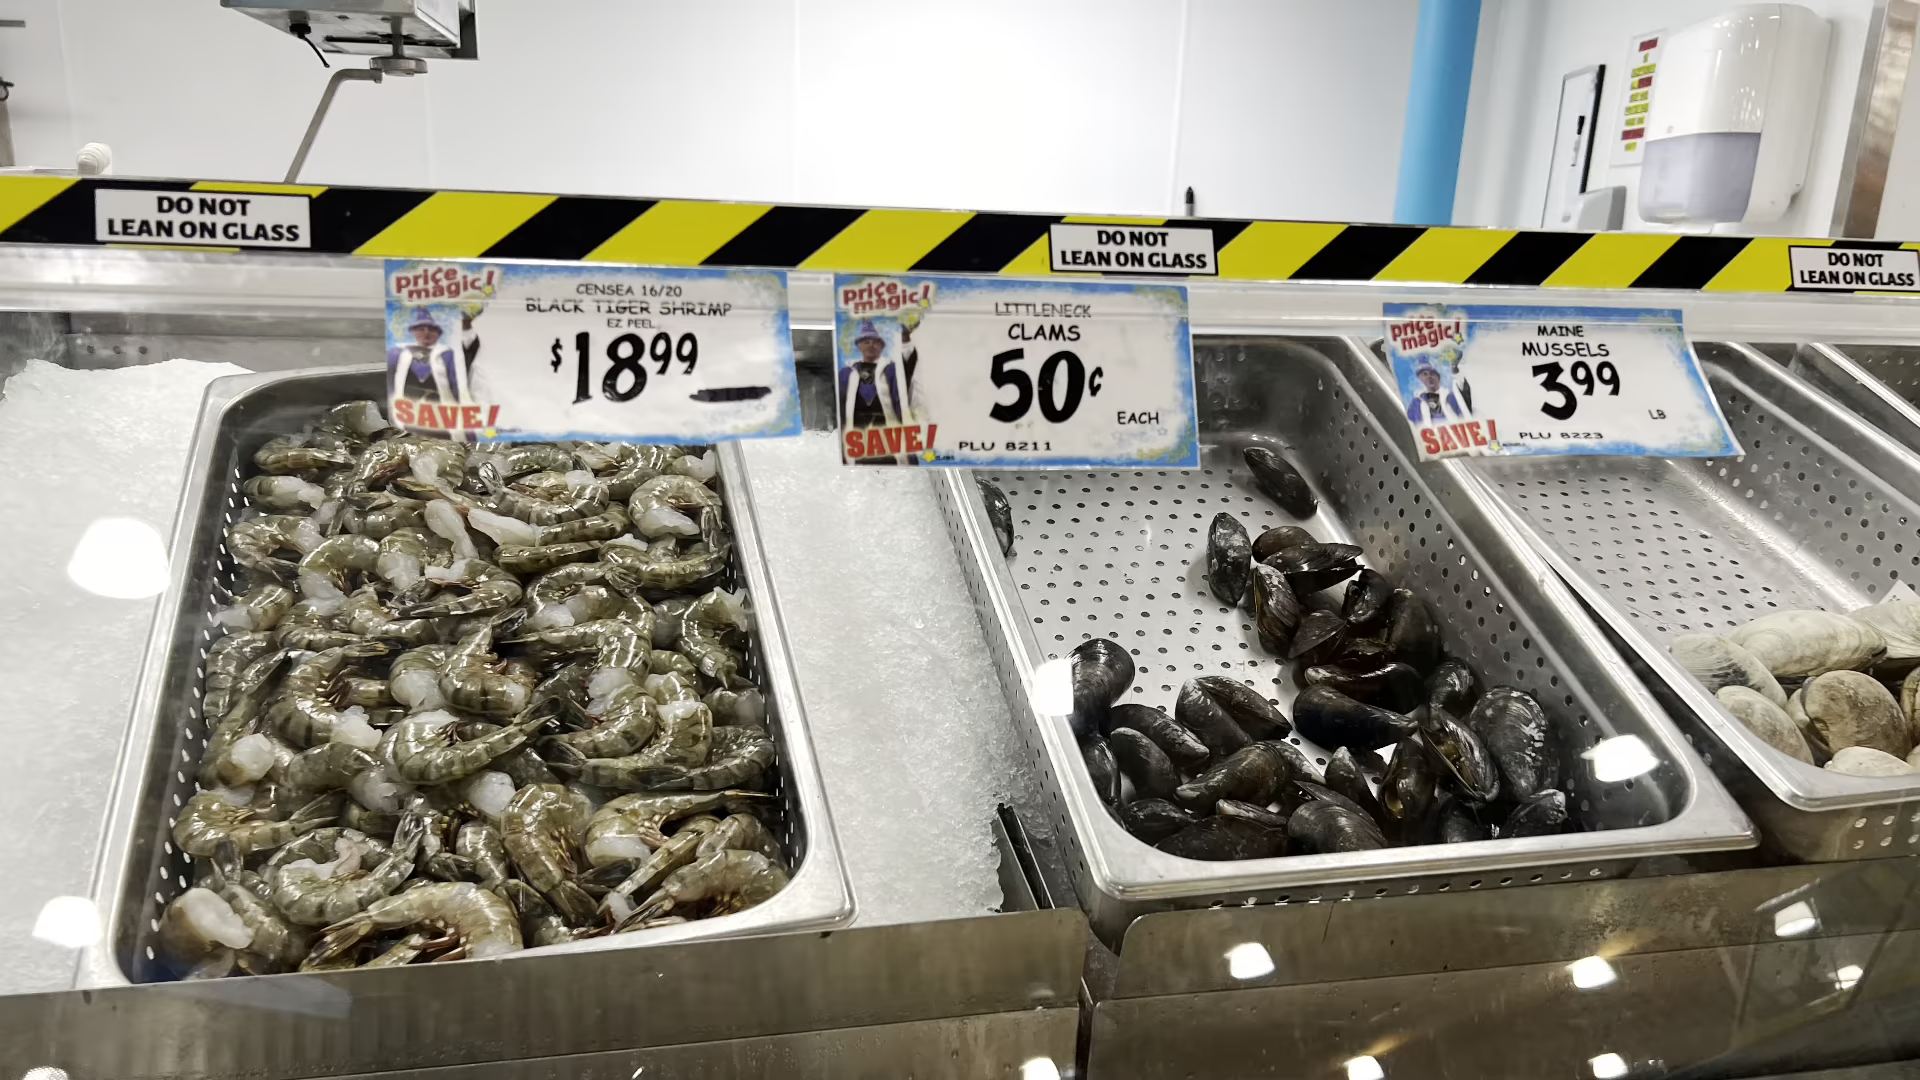 DO NOT
LEAN ON GLASS
DO NOT
LEAN ON GLASS
DO NOT
LEAN ON GLASS
price
magic!
SAVE!
CENSEA 16/20
BLACK TIGER SHRIMP
EZ PEEL
$18.99
price
magic!
SAVE!
LITTLENECK
CLAMS
50¢
EACH
PLU 8211
price
magic!
SAVE!
MAINE
MUSSELS
3.99
LB
PLU 8223